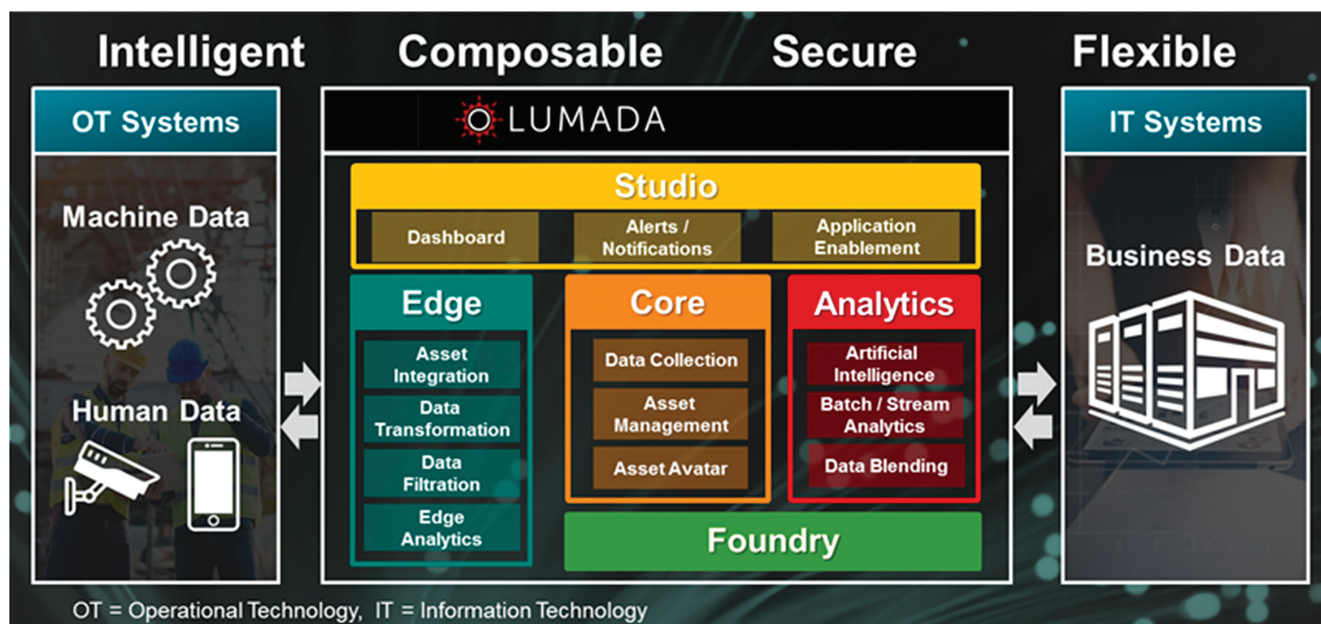 Intelligent Composable Secure Flexible
OT Systems
Machine Data
Human Data
LUMADA
Studio
Dashboard
Alerts /
Notifications
Application
Enablement
Edge
Asset
Integration
Data
Transformation
Data
Filtration
Edge
Analytics
Core
Data Collection
Asset
Management
Asset Avatar
Analytics
Artificial
Intelligence
Batch / Stream
Analytics
Data Blending
Foundry
IT Systems
Business Data
OT = Operational Technology, IT = Information Technology